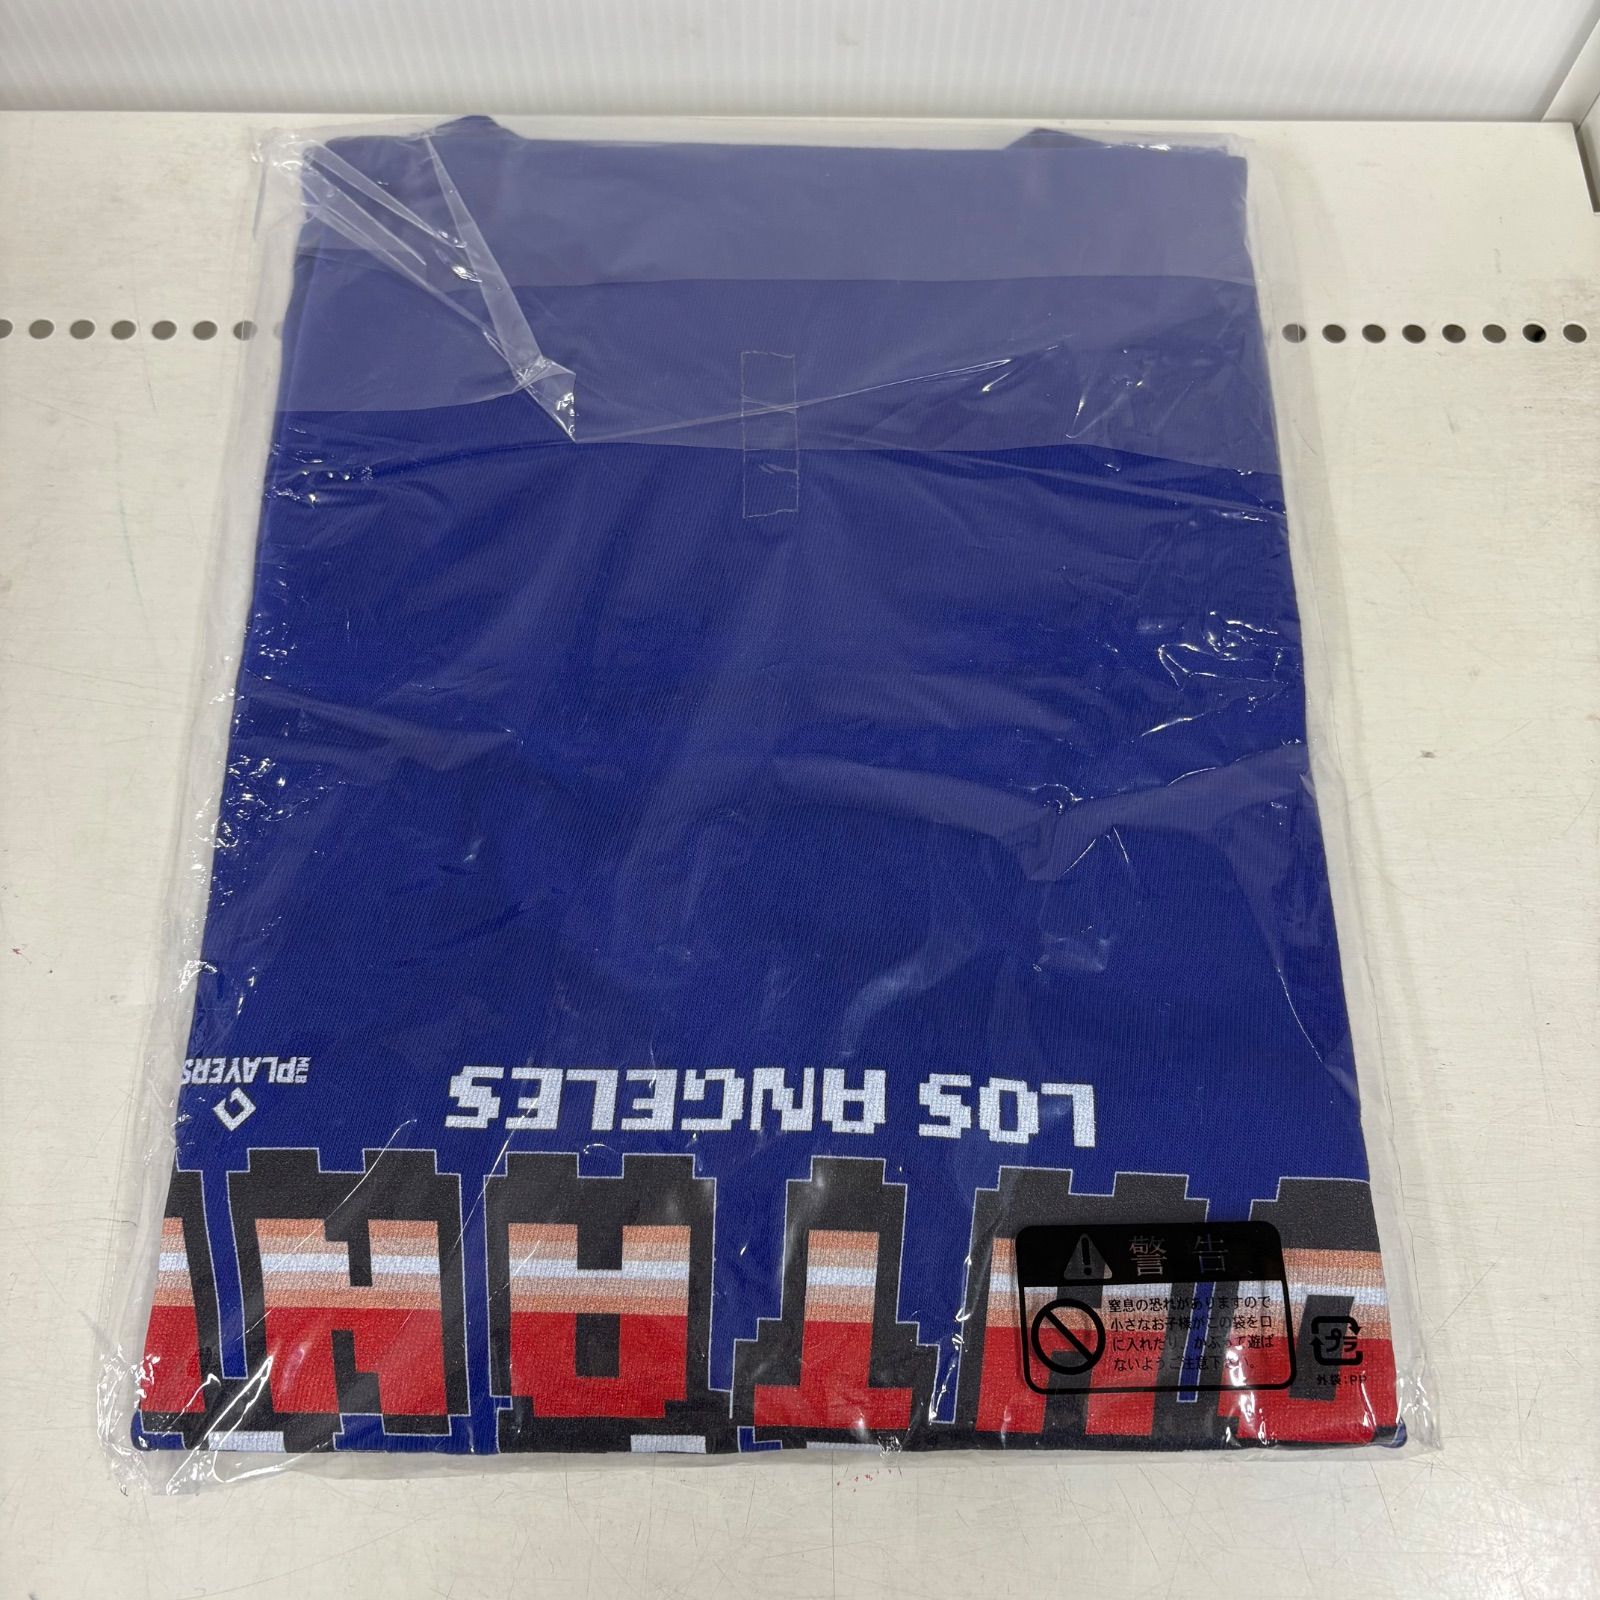 MLB
PLAYERS
LOS ANGELES
警告
窒息の恐れがありますので
小さなお子様がこの袋を口
に入れたり、かぶって遊ば
ないようご注意下さい。
プラ
外袋:PP